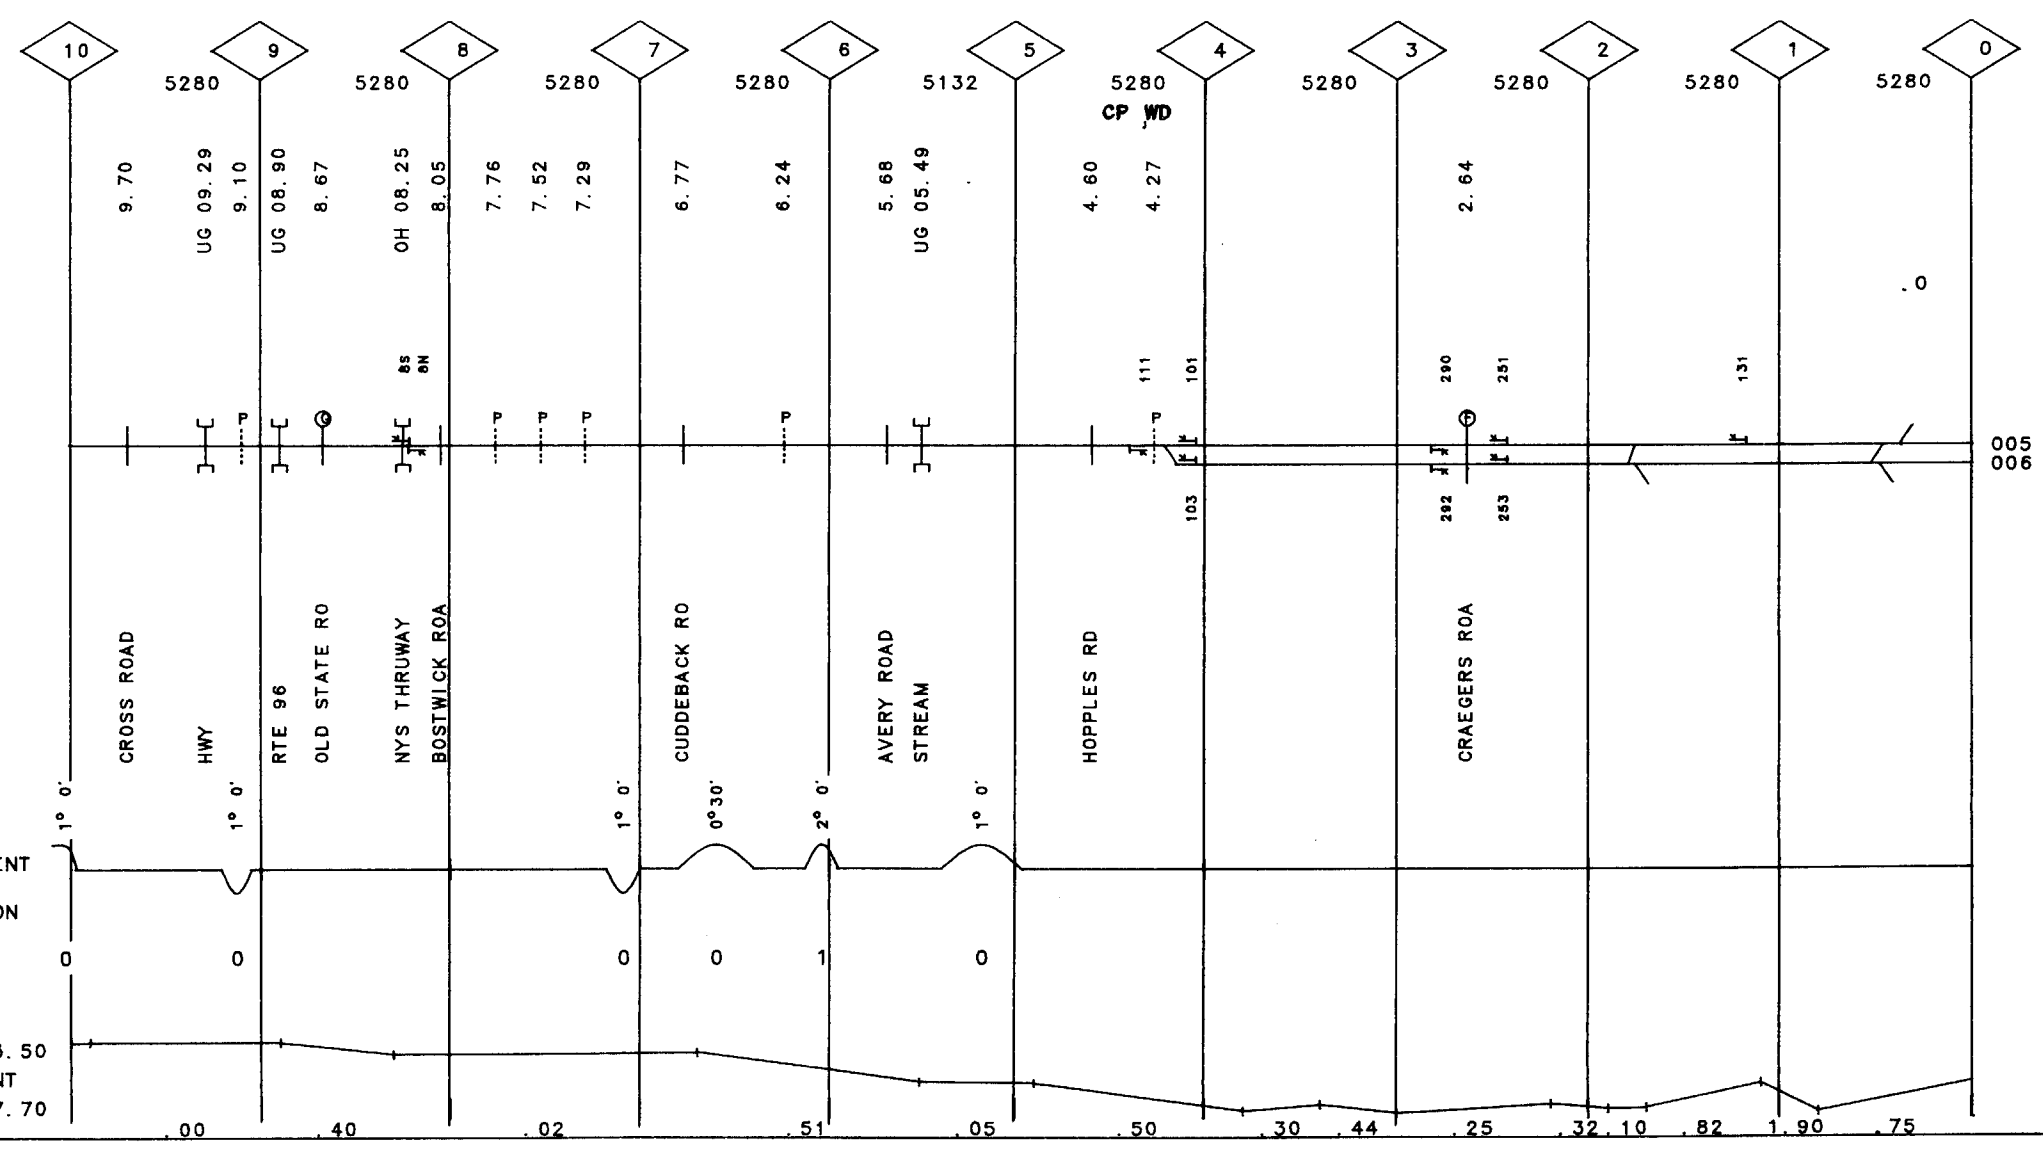 10 9 8 7 6 5 4 3 2 1 0
5280 5280 5280 5280 5132 5280 5280 5280 5280 5280
CP WD
9.70
UG 09.29
9.10
UG 08.90
8.67
OH 08.25
8.05
7.76
7.52
7.29
6.77
6.24
5.68
UG 05.49
4.60
4.27
2.64
.0
8S
8N
111
101
290
251
131
P Q P P P P P
005
006
103
292
253
CROSS ROAD
HWY
RTE 96
OLD STATE RO
NYS THRUWAY
BOSTWICK ROA
CUDDEBACK RO
AVERY ROAD
STREAM
HOPPLES RD
CRAEGERS ROA
1° 0'
1° 0'
1° 0'
0°30'
2° 0'
1° 0'
ENT
ON
0 0 0 0 1 0
.50
NT
7.70
.00 .40 .02 .51 .05 .50 .30 .44 .25 .32 .10 .82 1.90 .75